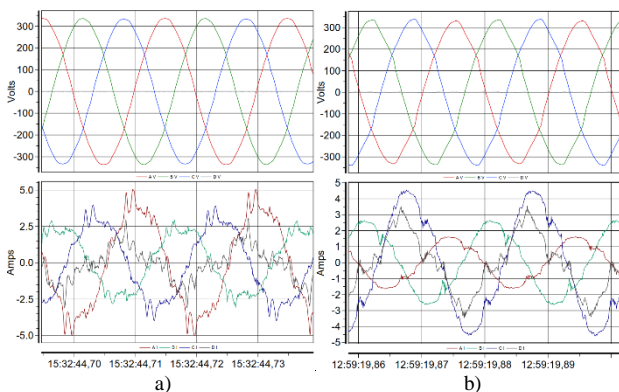 300
200
100
0
-100
-200
-300
Volts
A V B V C V D V
5.0
2.5
0.0
-2.5
-5.0
Amps
A I B I C I D I
15:32:44,70 15:32:44,71 15:32:44,72 15:32:44,73
a)
300
200
100
0
-100
-200
-300
Volts
A V B V C V D V
5
4
3
2
1
0
-1
-2
-3
-4
-5
Amps
A I B I C I D I
12:59:19,86 12:59:19,87 12:59:19,88 12:59:19,89
b)